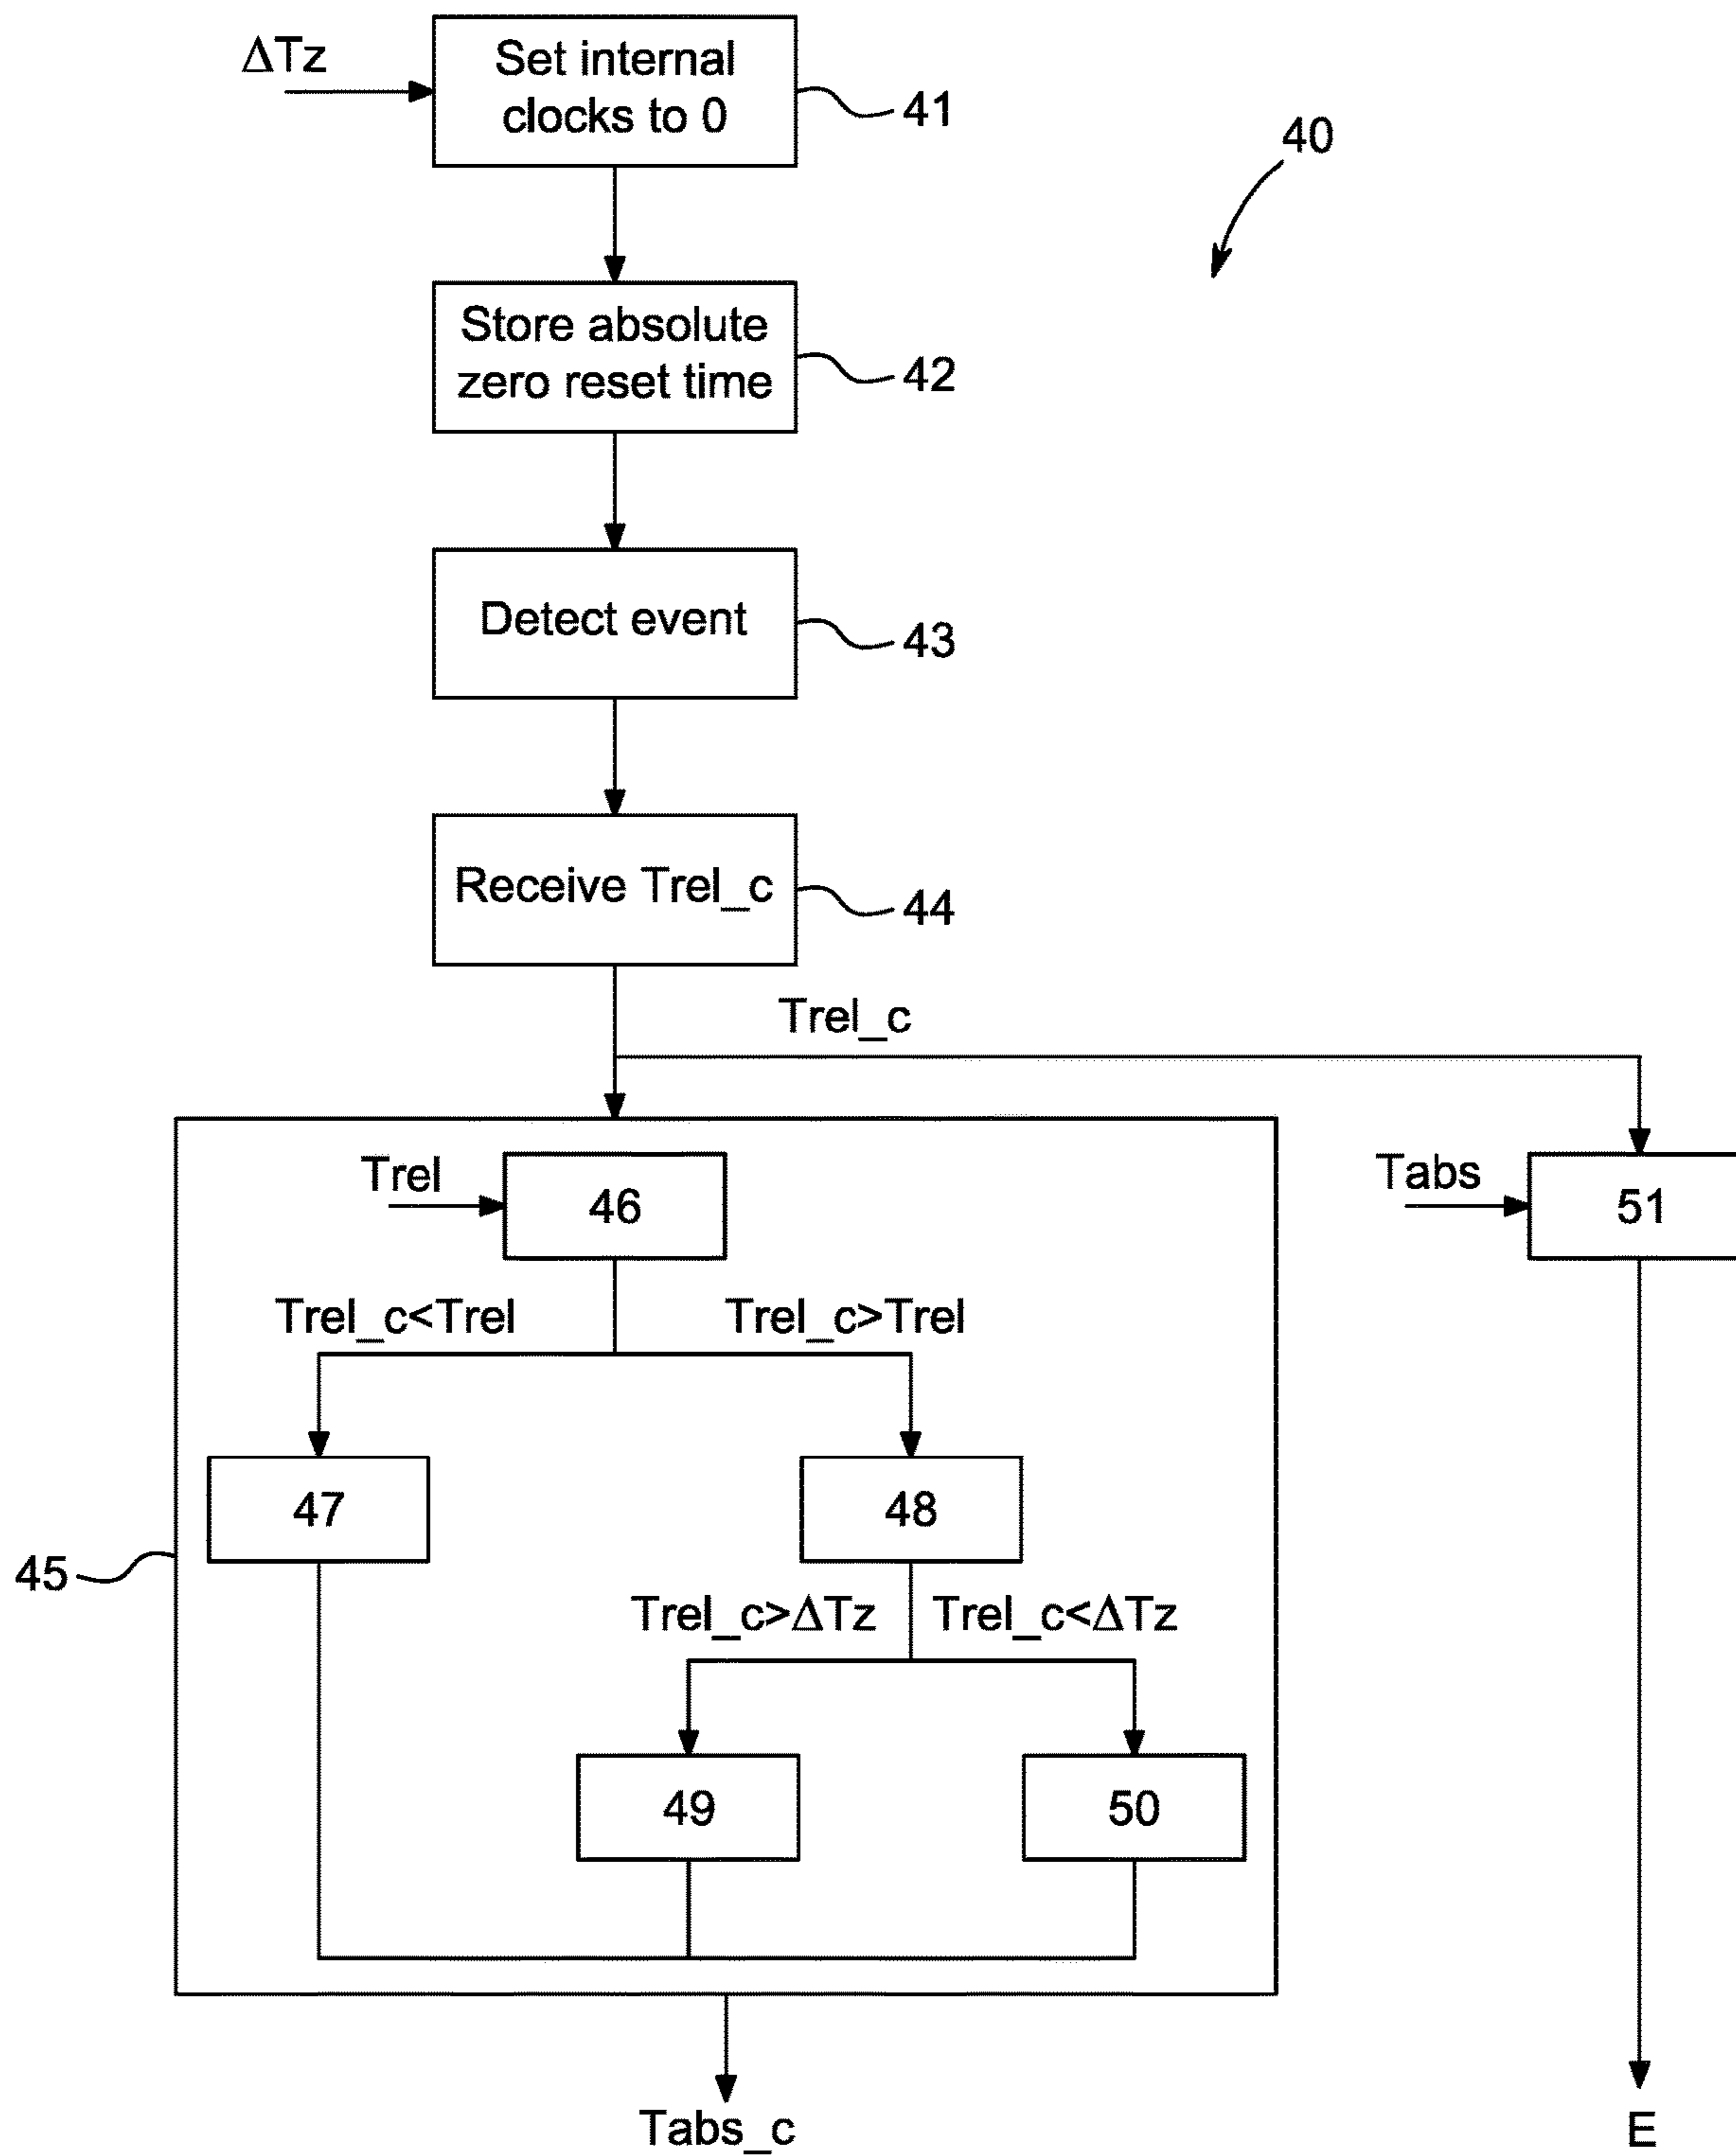 ΔTz
Set internal
clocks to 0
41
40
Store absolute
zero reset time
42
Detect event
43
Receive Trel_c
44
Trel_c
Trel
46
Tabs
51
Trel_c<Trel
Trel_c>Trel
47
48
45
Trel_c>ΔTz
Trel_c<ΔTz
49
50
Tabs_c
E